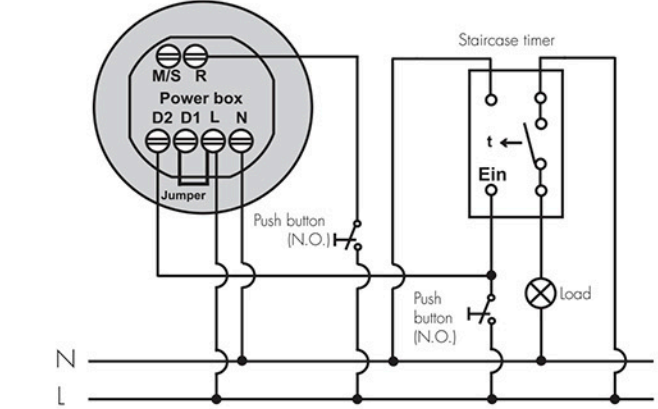 Staircase timer
M/S R
Power box
D2 D1 L N
Jumper
t
Ein
Push button
(N.O.)
Push
button
(N.O.)
Load
N
L